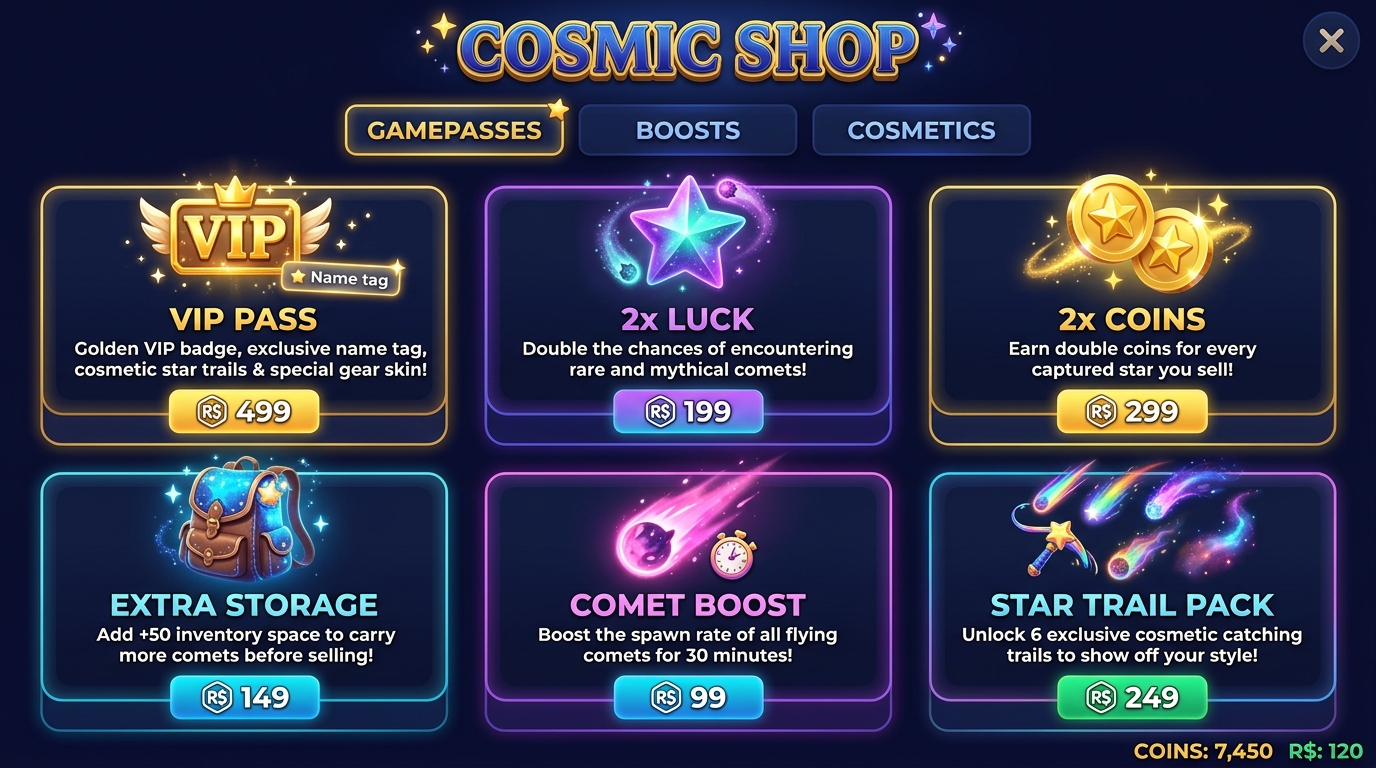 COSMIC SHOP
GAMEPASSES
BOOSTS
COSMETICS
VIP
Name tag
VIP PASS
Golden VIP badge, exclusive name tag,
cosmetic star trails & special gear skin!
R$ 499
2x LUCK
Double the chances of encountering
rare and mythical comets!
R$ 199
2x COINS
Earn double coins for every
captured star you sell!
R$ 299
EXTRA STORAGE
Add +50 inventory space to carry
more comets before selling!
R$ 149
COMET BOOST
Boost the spawn rate of all flying
comets for 30 minutes!
R$ 99
STAR TRAIL PACK
Unlock 6 exclusive cosmetic catching
trails to show off your style!
R$ 249
COINS: 7,450 R$: 120